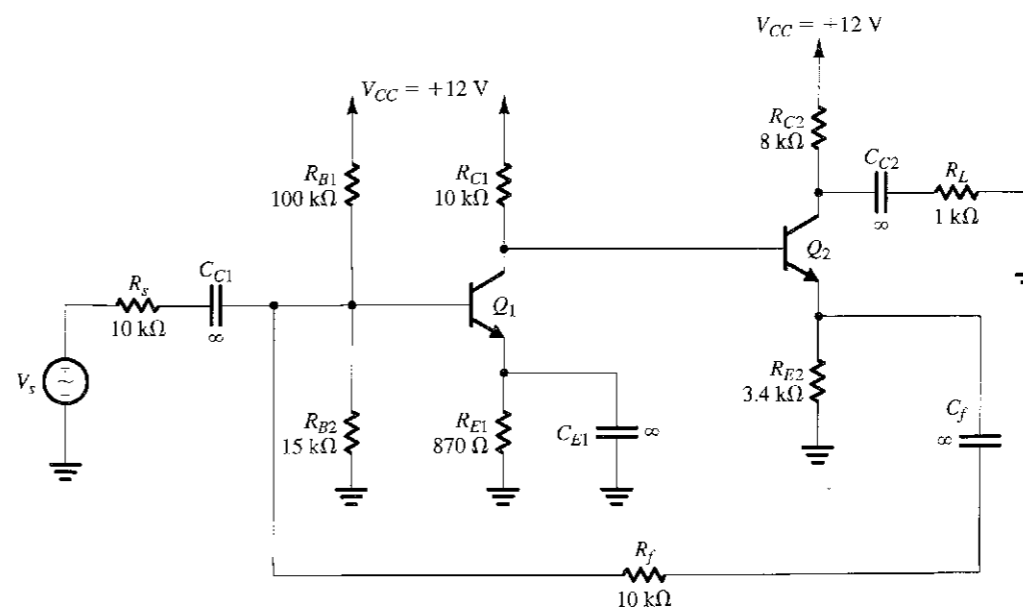 V_CC = +12 V
V_CC = +12 V
R_C2
8 kΩ
C_C2
∞
R_L
1 kΩ
R_B1
100 kΩ
R_C1
10 kΩ
Q_2
C_C1
∞
R_s
10 kΩ
Q_1
V_s
R_B2
15 kΩ
R_E1
870 Ω
C_E1
∞
R_E2
3.4 kΩ
C_f
∞
R_f
10 kΩ